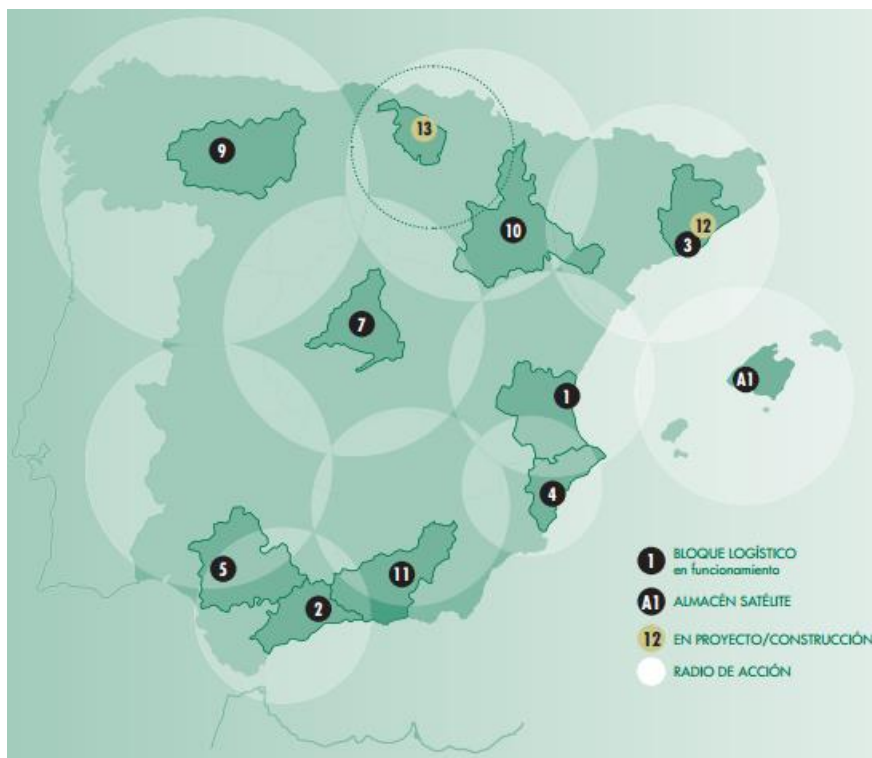 13
9
10
12
3
7
A1
1
4
5
11
2
1 BLOQUE LOGÍSTICO
en funcionamiento
A1 ALMACÉN SATÉLITE
12 EN PROYECTO/CONSTRUCCIÓN
RADIO DE ACCIÓN